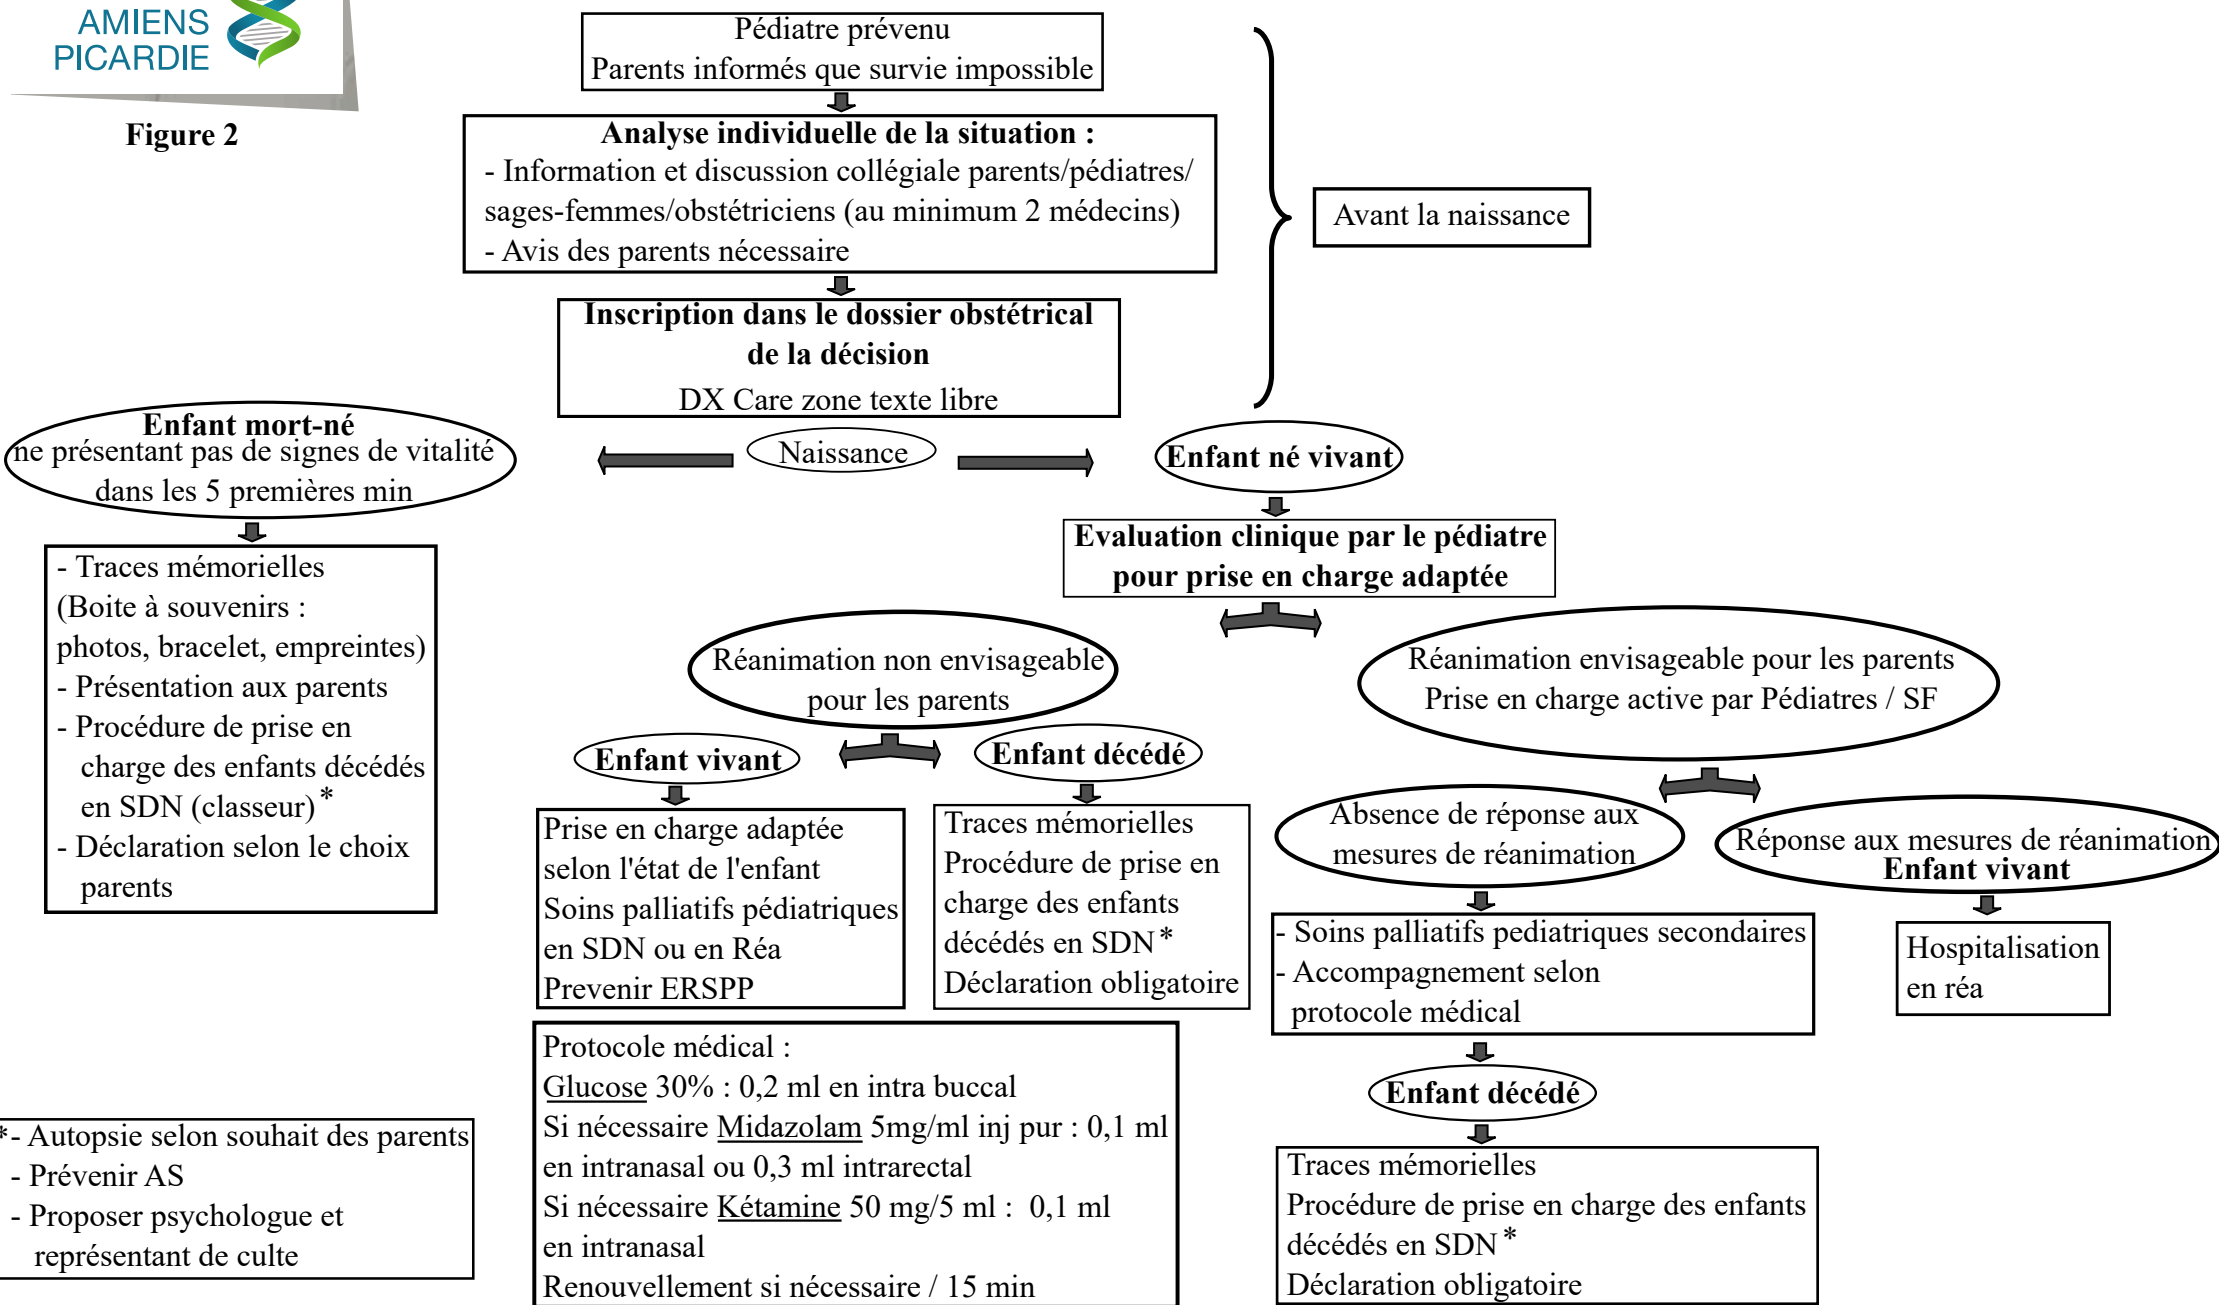 AMIENS
PICARDIE
Figure 2
Pédiatre prévenu
Parents informés que survie impossible
Analyse individuelle de la situation :
- Information et discussion collégiale parents/pédiatres/
sages-femmes/obstétriciens (au minimum 2 médecins)
- Avis des parents nécessaire
Avant la naissance
Inscription dans le dossier obstétrical
de la décision
DX Care zone texte libre
Naissance
Enfant mort-né
ne présentant pas de signes de vitalité
dans les 5 premières min
- Traces mémorielles
(Boite à souvenirs :
photos, bracelet, empreintes)
- Présentation aux parents
- Procédure de prise en
charge des enfants décédés
en SDN (classeur)*
- Déclaration selon le choix
parents
Enfant né vivant
Evaluation clinique par le pédiatre
pour prise en charge adaptée
Réanimation non envisageable
pour les parents
Enfant vivant
Prise en charge adaptée
selon l'état de l'enfant
Soins palliatifs pédiatriques
en SDN ou en Réa
Prevenir ERSPP
Enfant décédé
Traces mémorielles
Procédure de prise en
charge des enfants
décédés en SDN*
Déclaration obligatoire
Protocole médical :
Glucose 30% : 0,2 ml en intra buccal
Si nécessaire Midazolam 5mg/ml inj pur : 0,1 ml
en intranasal ou 0,3 ml intrarectal
Si nécessaire Kétamine 50 mg/5 ml : 0,1 ml
en intranasal
Renouvellement si nécessaire / 15 min
Réanimation envisageable pour les parents
Prise en charge active par Pédiatres / SF
Absence de réponse aux
mesures de réanimation
- Soins palliatifs pediatriques secondaires
- Accompagnement selon
protocole médical
Enfant décédé
Traces mémorielles
Procédure de prise en charge des enfants
décédés en SDN*
Déclaration obligatoire
Réponse aux mesures de réanimation
Enfant vivant
Hospitalisation
en réa
*- Autopsie selon souhait des parents
- Prévenir AS
- Proposer psychologue et
représentant de culte